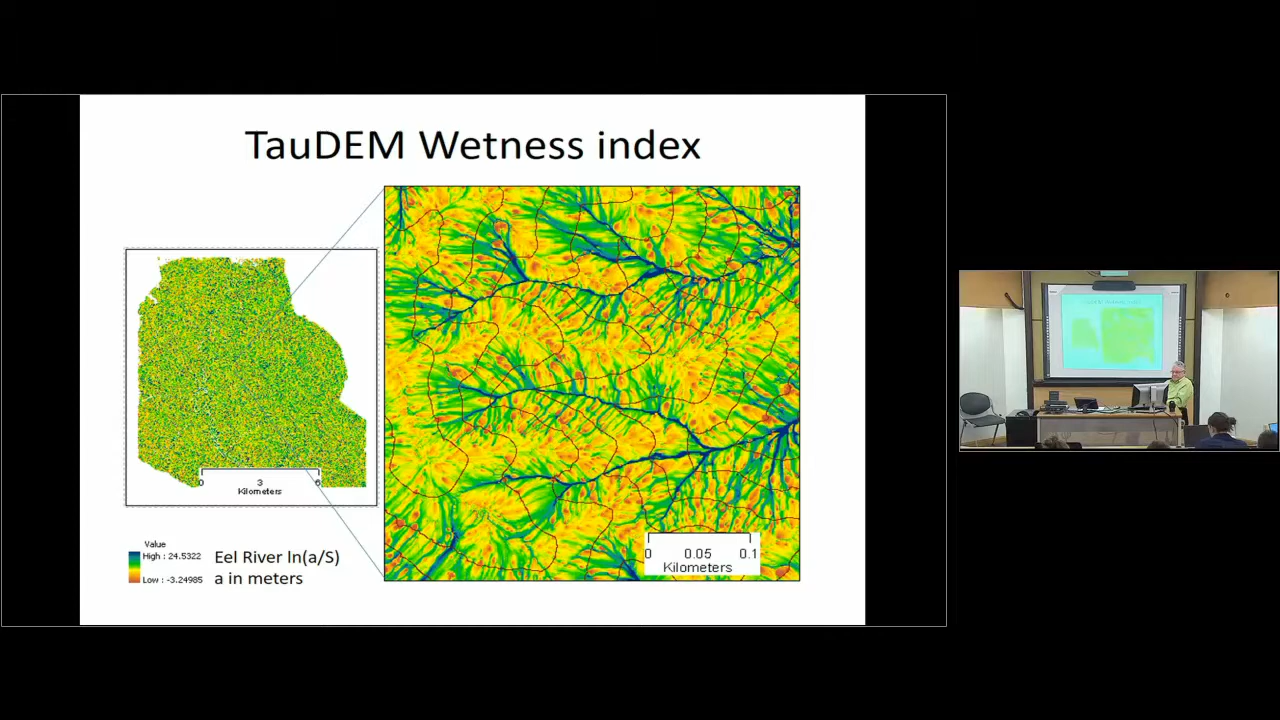 TauDEM Wetness index
0 3 6
Kilometers
Value
High : 24.5322
Low : -3.24985
Eel River ln(a/S)
a in meters
0 0.05 0.1
Kilometers